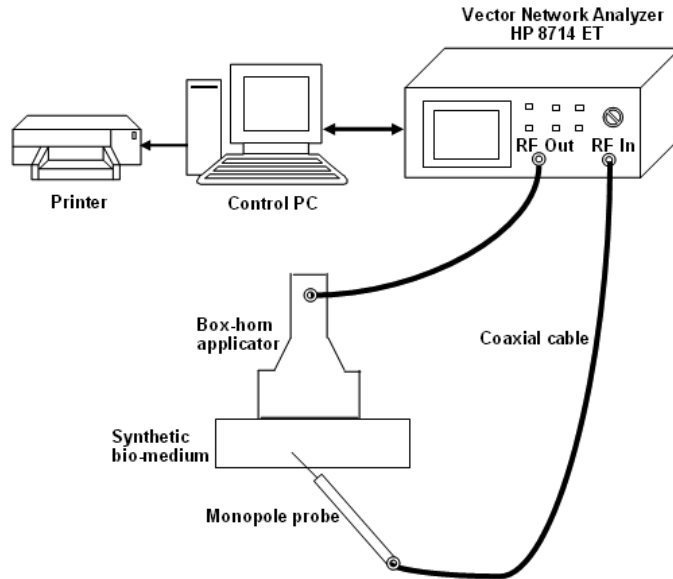 Vector Network Analyzer
HP 8714 ET
RF Out
RF In
Printer
Control PC
Box-horn
applicator
Coaxial cable
Synthetic
bio-medium
Monopole probe